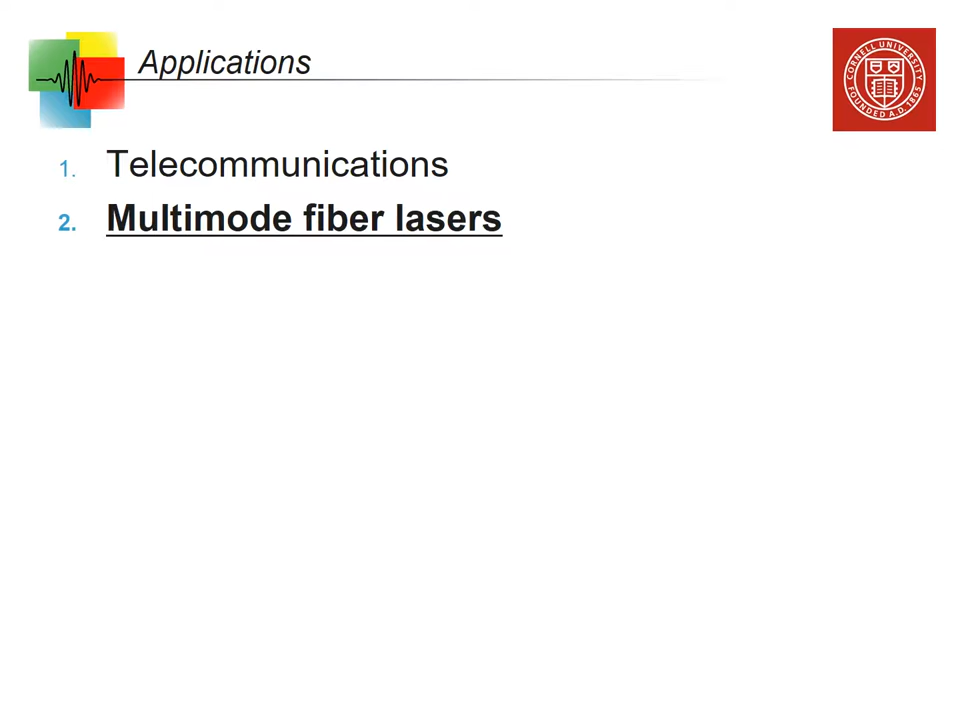 Applications
CORNELL UNIVERSITY
FOUNDED A.D. 1865
1. Telecommunications
2. Multimode fiber lasers